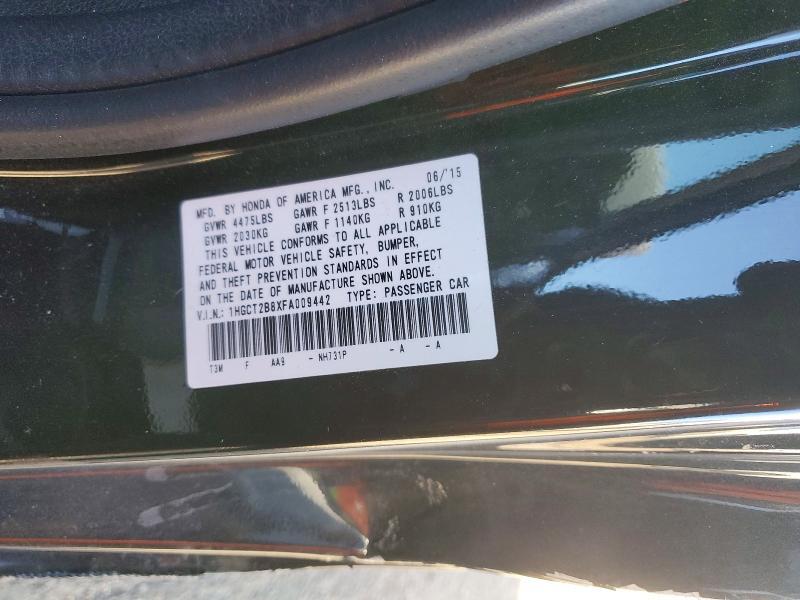 MFD. BY HONDA OF AMERICA MFG., INC. 06/'15
GVWR 4475LBS GAWR F 2513LBS R 2006LBS
GVWR 2030KG GAWR F 1140KG R 910KG
THIS VEHICLE CONFORMS TO ALL APPLICABLE
FEDERAL MOTOR VEHICLE SAFETY, BUMPER,
AND THEFT PREVENTION STANDARDS IN EFFECT
ON THE DATE OF MANUFACTURE SHOWN ABOVE.
V.I.N.: 1HGCT2B8XFA009442 TYPE: PASSENGER CAR
T3M F AA9 - NH731P - A - A